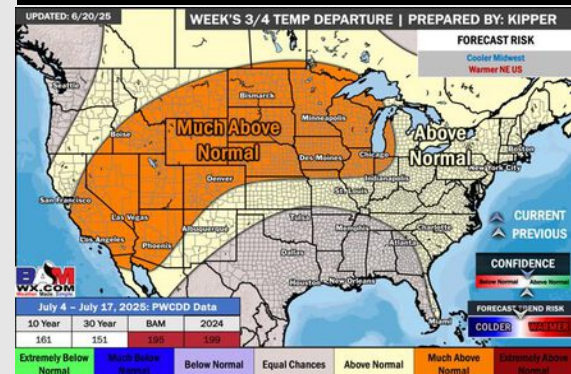 UPDATED: 6/20/25
WEEK'S 3/4 TEMP DEPARTURE | PREPARED BY: KIPPER
FORECAST RISK
Cooler Midwest
Warmer NE US
Seattle
Bismarck
Minneapolis
Boise
Much Above
Normal
Above
Normal
Boston
New York City
Des Moines
Chicago
Indianapolis
Denver
St. Louis
San Francisco
Las Vegas
Los Angeles
Phoenix
Albuquerque
Tulsa
Memphis
Charlotte
Atlanta
Dallas
Houston
New Orleans
CURRENT
PREVIOUS
CONFIDENCE
Below Normal
Above Normal
FORECAST TREND RISK
COLDER
WARMER
BAM
WX.COM
Weather Made Simple
July 4 – July 17, 2025: PWCDD Data
10 Year 30 Year BAM 2024
161 151 195 199
Extremely Below Normal
Much Below Normal
Below Normal
Equal Chances
Above Normal
Much Above Normal
Extremely Above Normal